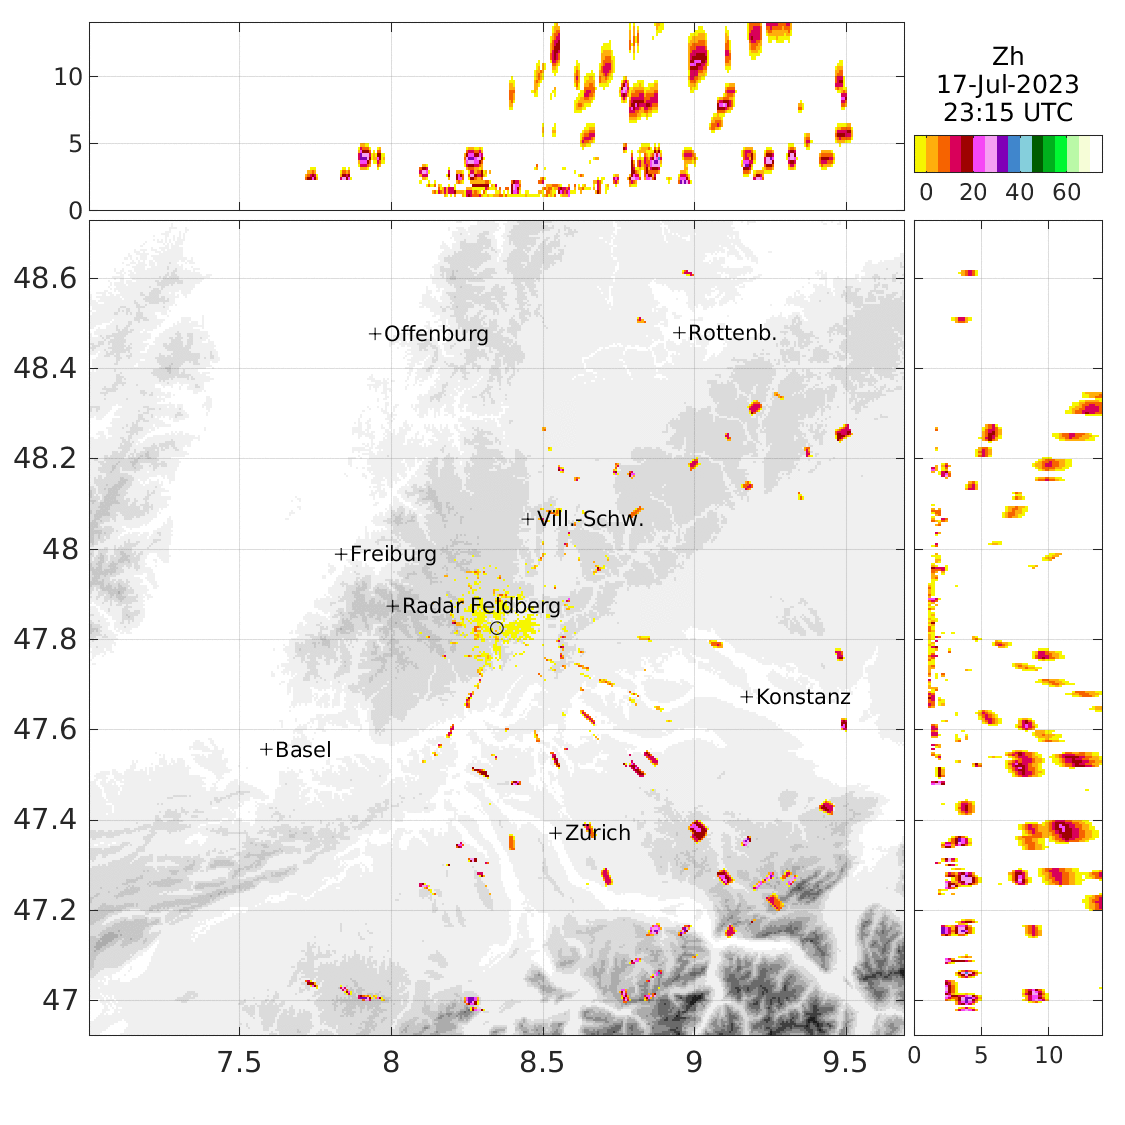 10
5
0
Zh
17-Jul-2023
23:15 UTC
0 20 40 60
48.6
48.4
48.2
48
47.8
47.6
47.4
47.2
47
+Offenburg
+Rottenb.
+Vill.-Schw.
+Freiburg
+Radar Feldberg
+Konstanz
+Basel
+Zürich
7.5 8 8.5 9 9.5
0 5 10